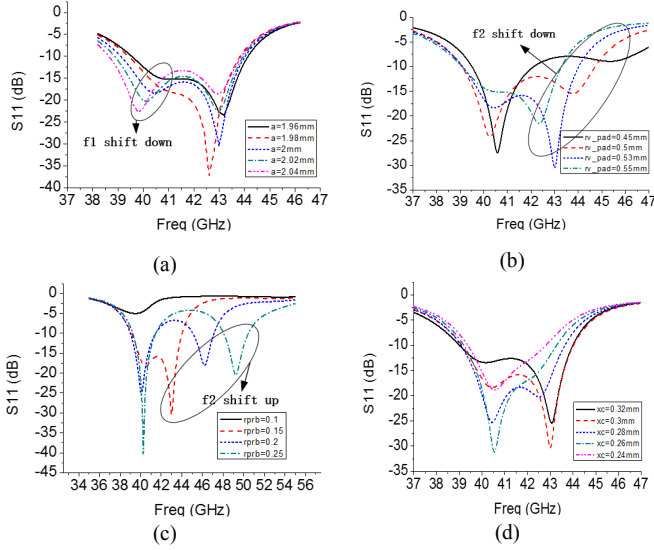 0
-5
-10
-15
-20
-25
-30
-35
-40
S11 (dB)
f1 shift down
a=1.96mm
a=1.98mm
a=2mm
a=2.02mm
a=2.04mm
37 38 39 40 41 42 43 44 45 46 47
Freq (GHz)
(a)
0
-5
-10
-15
-20
-25
-30
-35
S11 (dB)
f2 shift down
rv_pad=0.45mm
rv_pad=0.5mm
rv_pad=0.53mm
rv_pad=0.55mm
37 38 39 40 41 42 43 44 45 46 47
Freq (GHz)
(b)
5
0
-5
-10
-15
-20
-25
-30
-35
-40
-45
S11 (dB)
f2 shift up
rprb=0.1
rprb=0.15
rprb=0.2
rprb=0.25
34 36 38 40 42 44 46 48 50 52 54 56
Freq (GHz)
(c)
0
-5
-10
-15
-20
-25
-30
-35
S11 (dB)
xc=0.32mm
xc=0.3mm
xc=0.28mm
xc=0.26mm
xc=0.24mm
37 38 39 40 41 42 43 44 45 46 47
Freq (GHz)
(d)